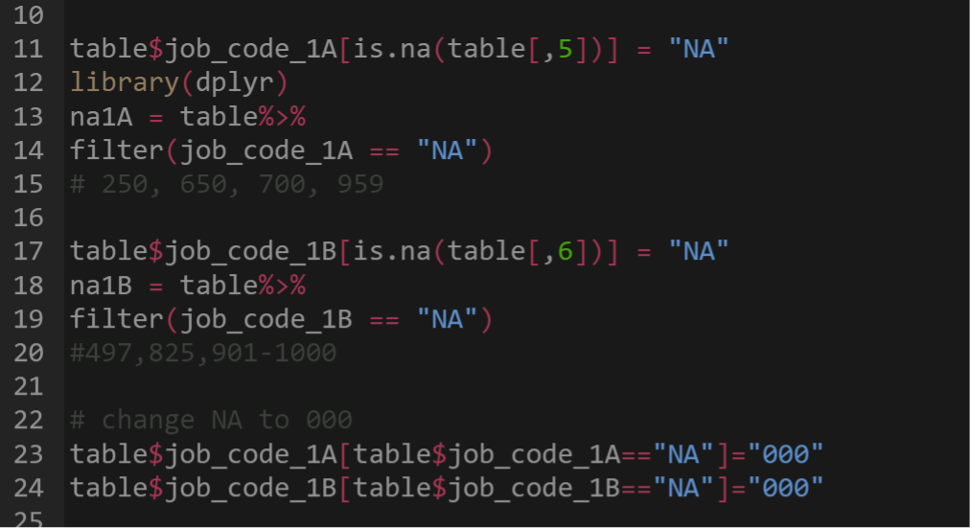 10
11 table$job_code_1A[is.na(table[,5])] = "NA"
12 library(dplyr)
13 na1A = table%>%
14 filter(job_code_1A == "NA")
15 # 250, 650, 700, 959
16
17 table$job_code_1B[is.na(table[,6])] = "NA"
18 na1B = table%>%
19 filter(job_code_1B == "NA")
20 #497,825,901-1000
21
22 # change NA to 000
23 table$job_code_1A[table$job_code_1A=="NA"]="000"
24 table$job_code_1B[table$job_code_1B=="NA"]="000"
25